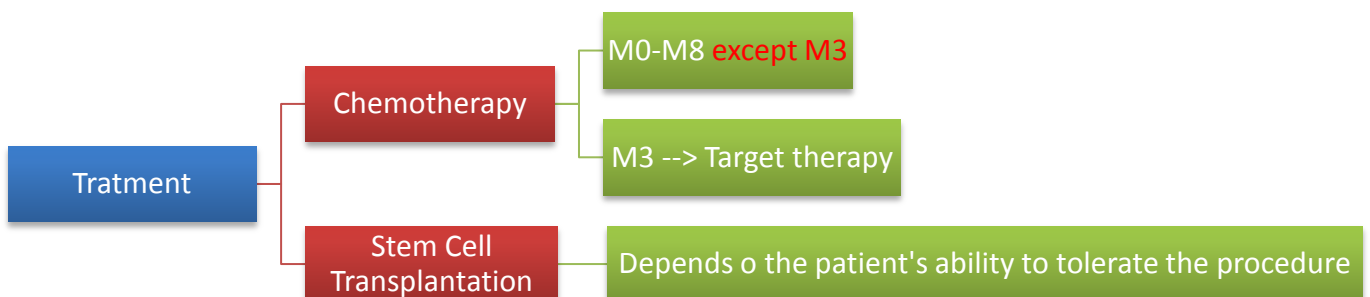 Tratment
Chemotherapy
M0-M8 except M3
M3 --> Target therapy
Stem Cell
Transplantation
Depends o the patient's ability to tolerate the procedure